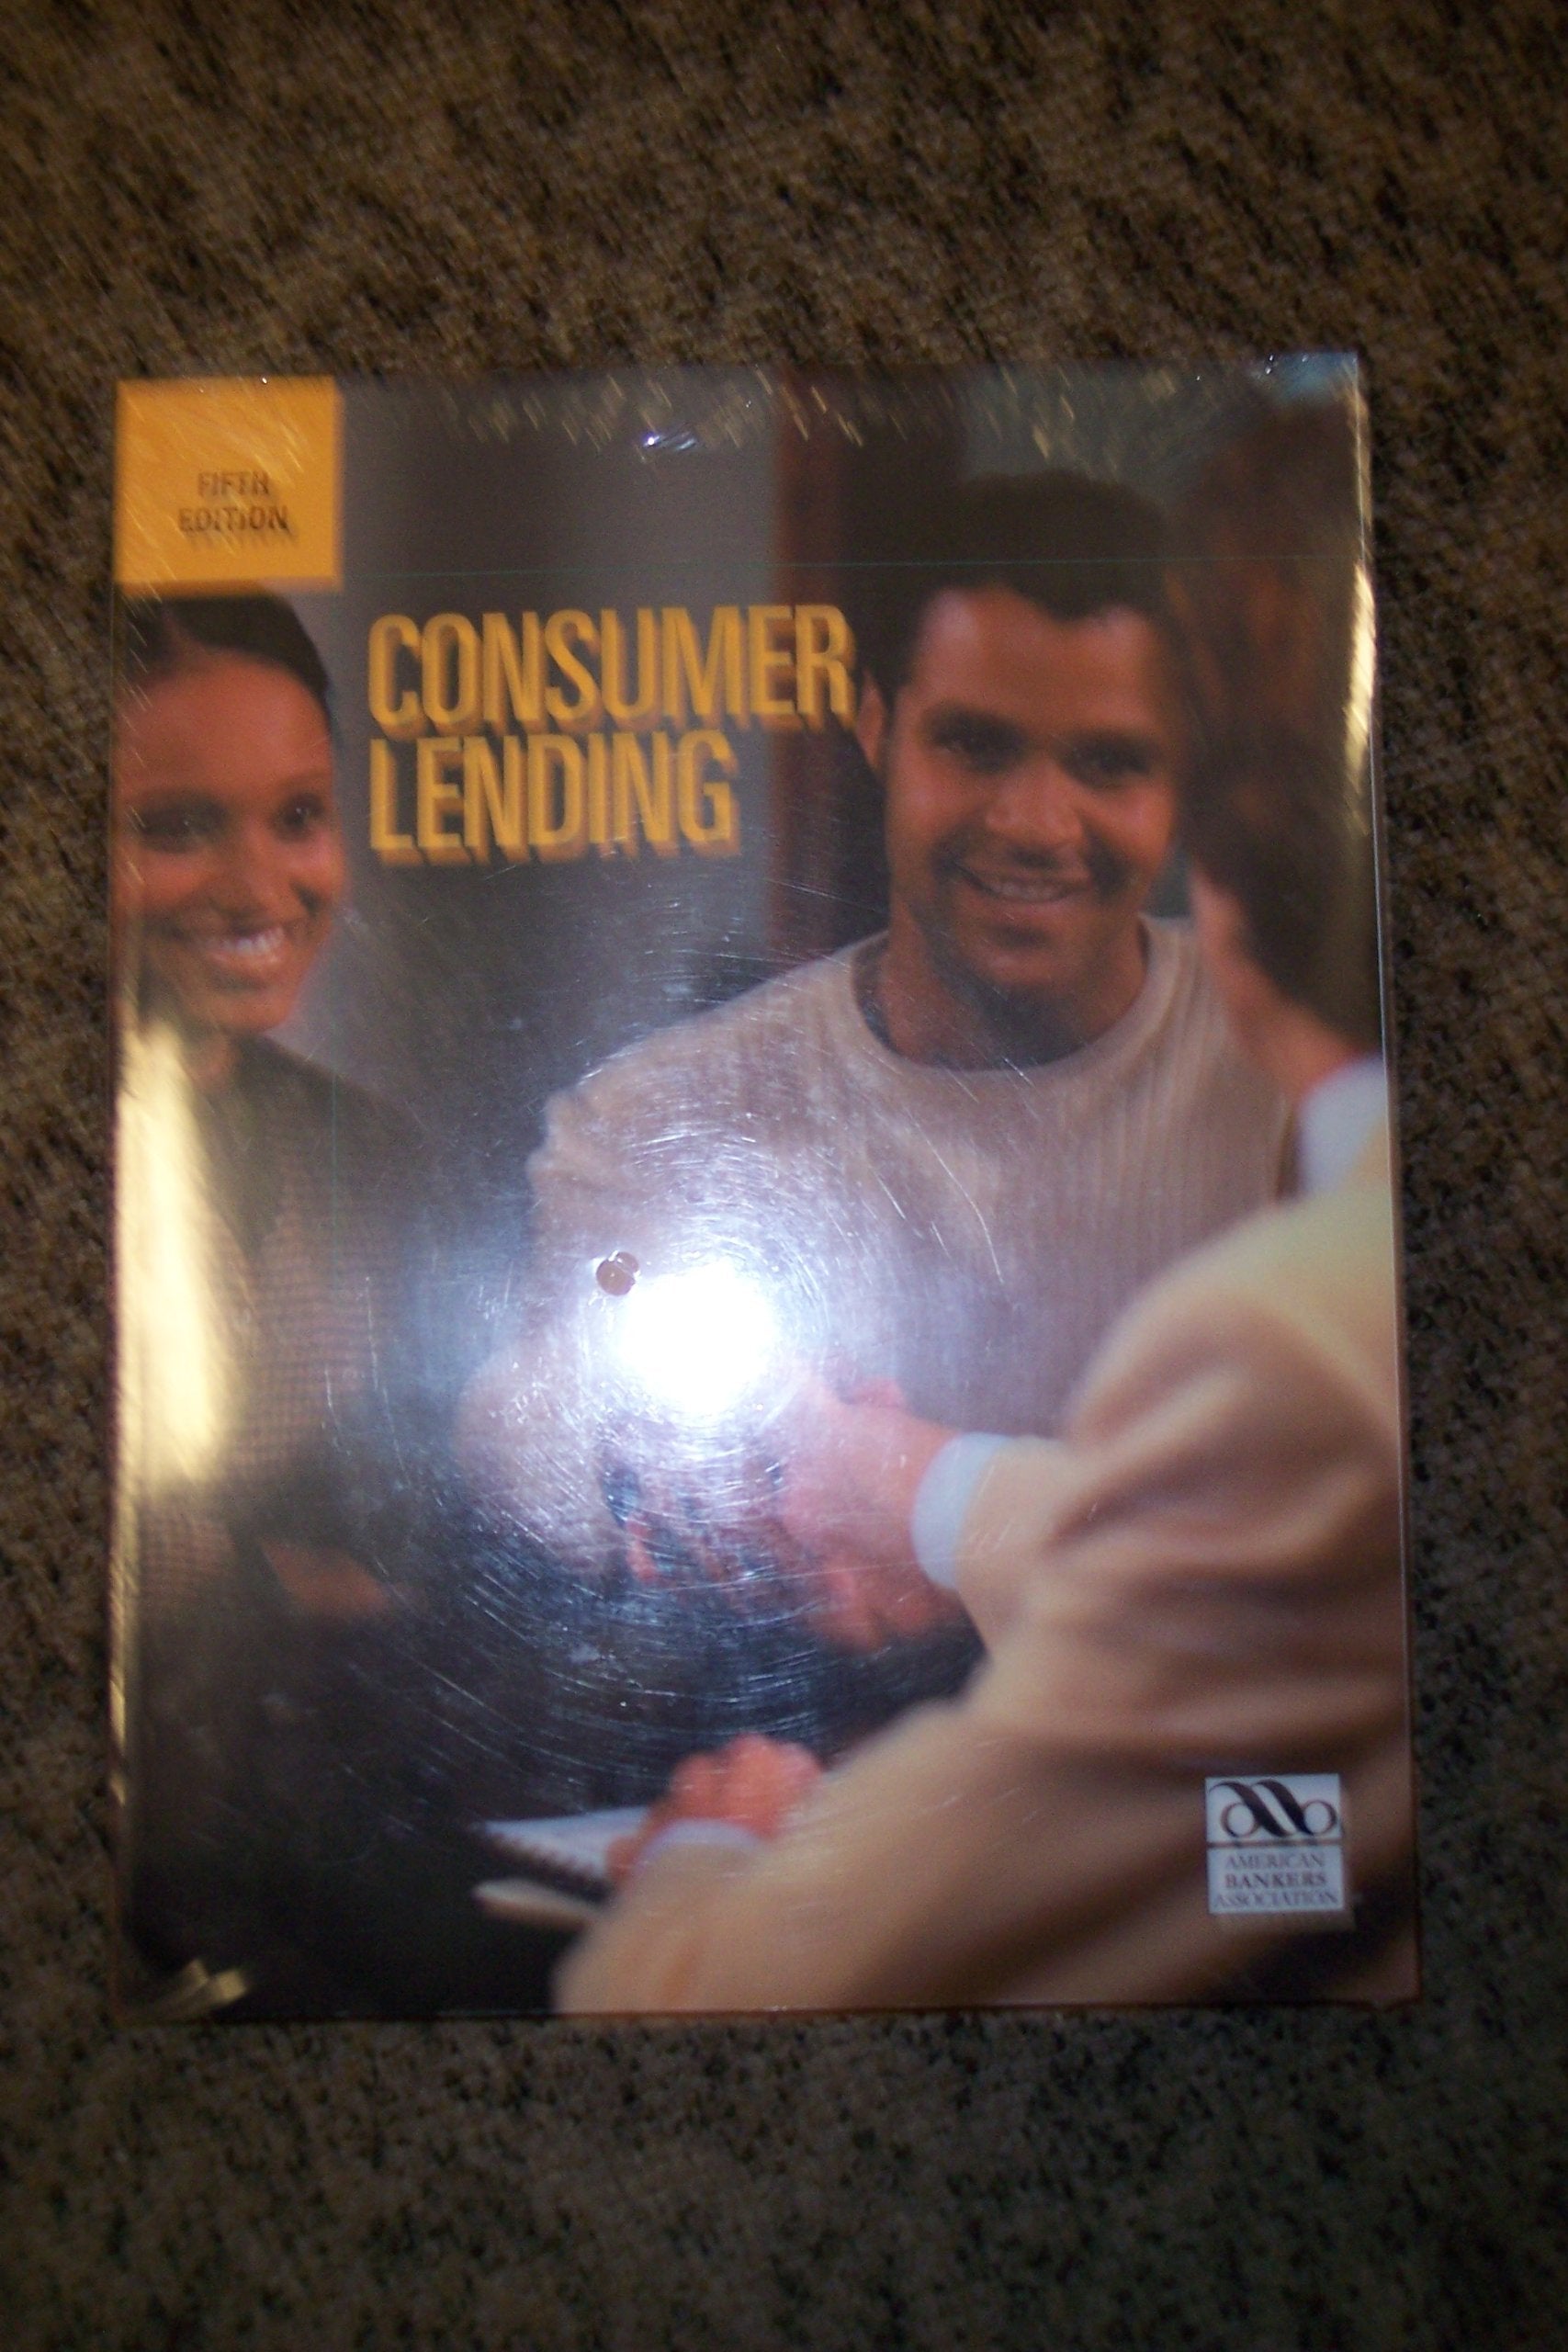 FIFTH
EDITION
CONSUMER
LENDING
AMERICAN
BANKERS
ASSOCIATION